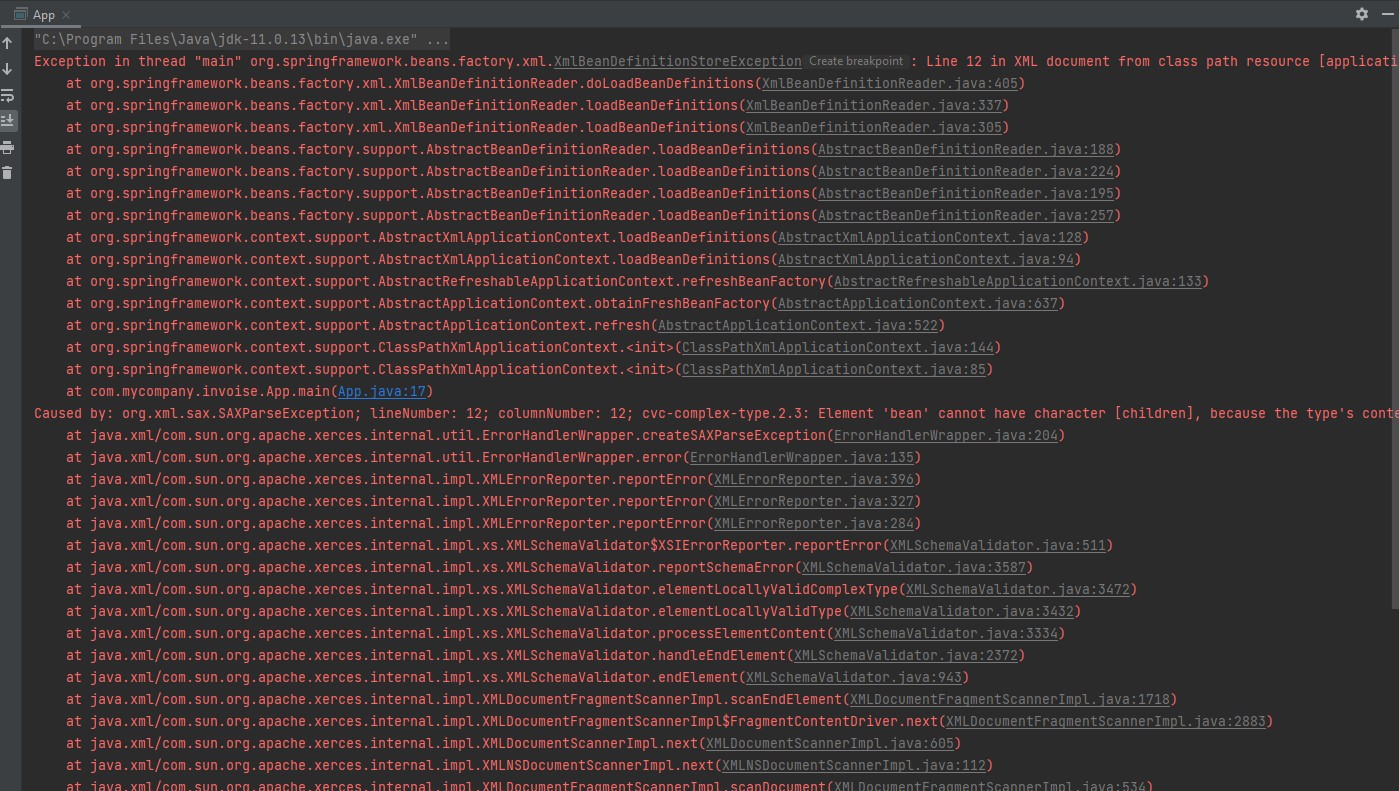 App
"C:\Program Files\Java\jdk-11.0.13\bin\java.exe" ...
Exception in thread "main" org.springframework.beans.factory.xml.XmlBeanDefinitionStoreException Create breakpoint : Line 12 in XML document from class path resource [applicati
at org.springframework.beans.factory.xml.XmlBeanDefinitionReader.doLoadBeanDefinitions(XmlBeanDefinitionReader.java:405)
at org.springframework.beans.factory.xml.XmlBeanDefinitionReader.loadBeanDefinitions(XmlBeanDefinitionReader.java:337)
at org.springframework.beans.factory.xml.XmlBeanDefinitionReader.loadBeanDefinitions(XmlBeanDefinitionReader.java:305)
at org.springframework.beans.factory.support.AbstractBeanDefinitionReader.loadBeanDefinitions(AbstractBeanDefinitionReader.java:188)
at org.springframework.beans.factory.support.AbstractBeanDefinitionReader.loadBeanDefinitions(AbstractBeanDefinitionReader.java:224)
at org.springframework.beans.factory.support.AbstractBeanDefinitionReader.loadBeanDefinitions(AbstractBeanDefinitionReader.java:195)
at org.springframework.beans.factory.support.AbstractBeanDefinitionReader.loadBeanDefinitions(AbstractBeanDefinitionReader.java:257)
at org.springframework.context.support.AbstractXmlApplicationContext.loadBeanDefinitions(AbstractXmlApplicationContext.java:128)
at org.springframework.context.support.AbstractXmlApplicationContext.loadBeanDefinitions(AbstractXmlApplicationContext.java:94)
at org.springframework.context.support.AbstractRefreshableApplicationContext.refreshBeanFactory(AbstractRefreshableApplicationContext.java:133)
at org.springframework.context.support.AbstractApplicationContext.obtainFreshBeanFactory(AbstractApplicationContext.java:637)
at org.springframework.context.support.AbstractApplicationContext.refresh(AbstractApplicationContext.java:522)
at org.springframework.context.support.ClassPathXmlApplicationContext.<init>(ClassPathXmlApplicationContext.java:144)
at org.springframework.context.support.ClassPathXmlApplicationContext.<init>(ClassPathXmlApplicationContext.java:85)
at com.mycompany.invoise.App.main(App.java:17)
Caused by: org.xml.sax.SAXParseException; lineNumber: 12; columnNumber: 12; cvc-complex-type.2.3: Element 'bean' cannot have character [children], because the type's conte
at java.xml/com.sun.org.apache.xerces.internal.util.ErrorHandlerWrapper.createSAXParseException(ErrorHandlerWrapper.java:204)
at java.xml/com.sun.org.apache.xerces.internal.util.ErrorHandlerWrapper.error(ErrorHandlerWrapper.java:135)
at java.xml/com.sun.org.apache.xerces.internal.impl.XMLErrorReporter.reportError(XMLErrorReporter.java:396)
at java.xml/com.sun.org.apache.xerces.internal.impl.XMLErrorReporter.reportError(XMLErrorReporter.java:327)
at java.xml/com.sun.org.apache.xerces.internal.impl.XMLErrorReporter.reportError(XMLErrorReporter.java:284)
at java.xml/com.sun.org.apache.xerces.internal.impl.xs.XMLSchemaValidator$XSIErrorReporter.reportError(XMLSchemaValidator.java:511)
at java.xml/com.sun.org.apache.xerces.internal.impl.xs.XMLSchemaValidator.reportSchemaError(XMLSchemaValidator.java:3587)
at java.xml/com.sun.org.apache.xerces.internal.impl.xs.XMLSchemaValidator.elementLocallyValidComplexType(XMLSchemaValidator.java:3472)
at java.xml/com.sun.org.apache.xerces.internal.impl.xs.XMLSchemaValidator.elementLocallyValidType(XMLSchemaValidator.java:3432)
at java.xml/com.sun.org.apache.xerces.internal.impl.xs.XMLSchemaValidator.processElementContent(XMLSchemaValidator.java:3334)
at java.xml/com.sun.org.apache.xerces.internal.impl.xs.XMLSchemaValidator.handleEndElement(XMLSchemaValidator.java:2372)
at java.xml/com.sun.org.apache.xerces.internal.impl.xs.XMLSchemaValidator.endElement(XMLSchemaValidator.java:943)
at java.xml/com.sun.org.apache.xerces.internal.impl.XMLDocumentFragmentScannerImpl.scanEndElement(XMLDocumentFragmentScannerImpl.java:1718)
at java.xml/com.sun.org.apache.xerces.internal.impl.XMLDocumentFragmentScannerImpl$FragmentContentDriver.next(XMLDocumentFragmentScannerImpl.java:2883)
at java.xml/com.sun.org.apache.xerces.internal.impl.XMLDocumentScannerImpl.next(XMLDocumentScannerImpl.java:605)
at java.xml/com.sun.org.apache.xerces.internal.impl.XMLNSDocumentScannerImpl.next(XMLNSDocumentScannerImpl.java:112)
at java.xml/com.sun.org.apache.xerces.internal.impl.XMLDocumentFragmentScannerImpl.scanDocument(XMLDocumentFragmentScannerImpl.java:534)